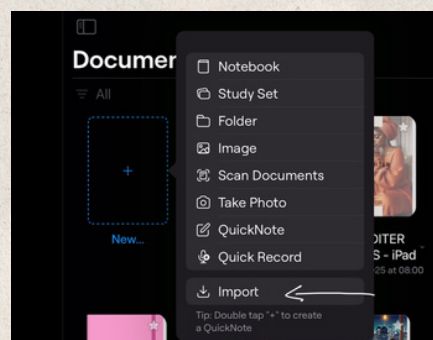 Documen
All
Notebook
Study Set
Folder
Image
Scan Documents
Take Photo
QuickNote
Quick Record
Import
Tip: Double tap "+" to create
a QuickNote
New...
DITER
S - iPad
25 at 08:00